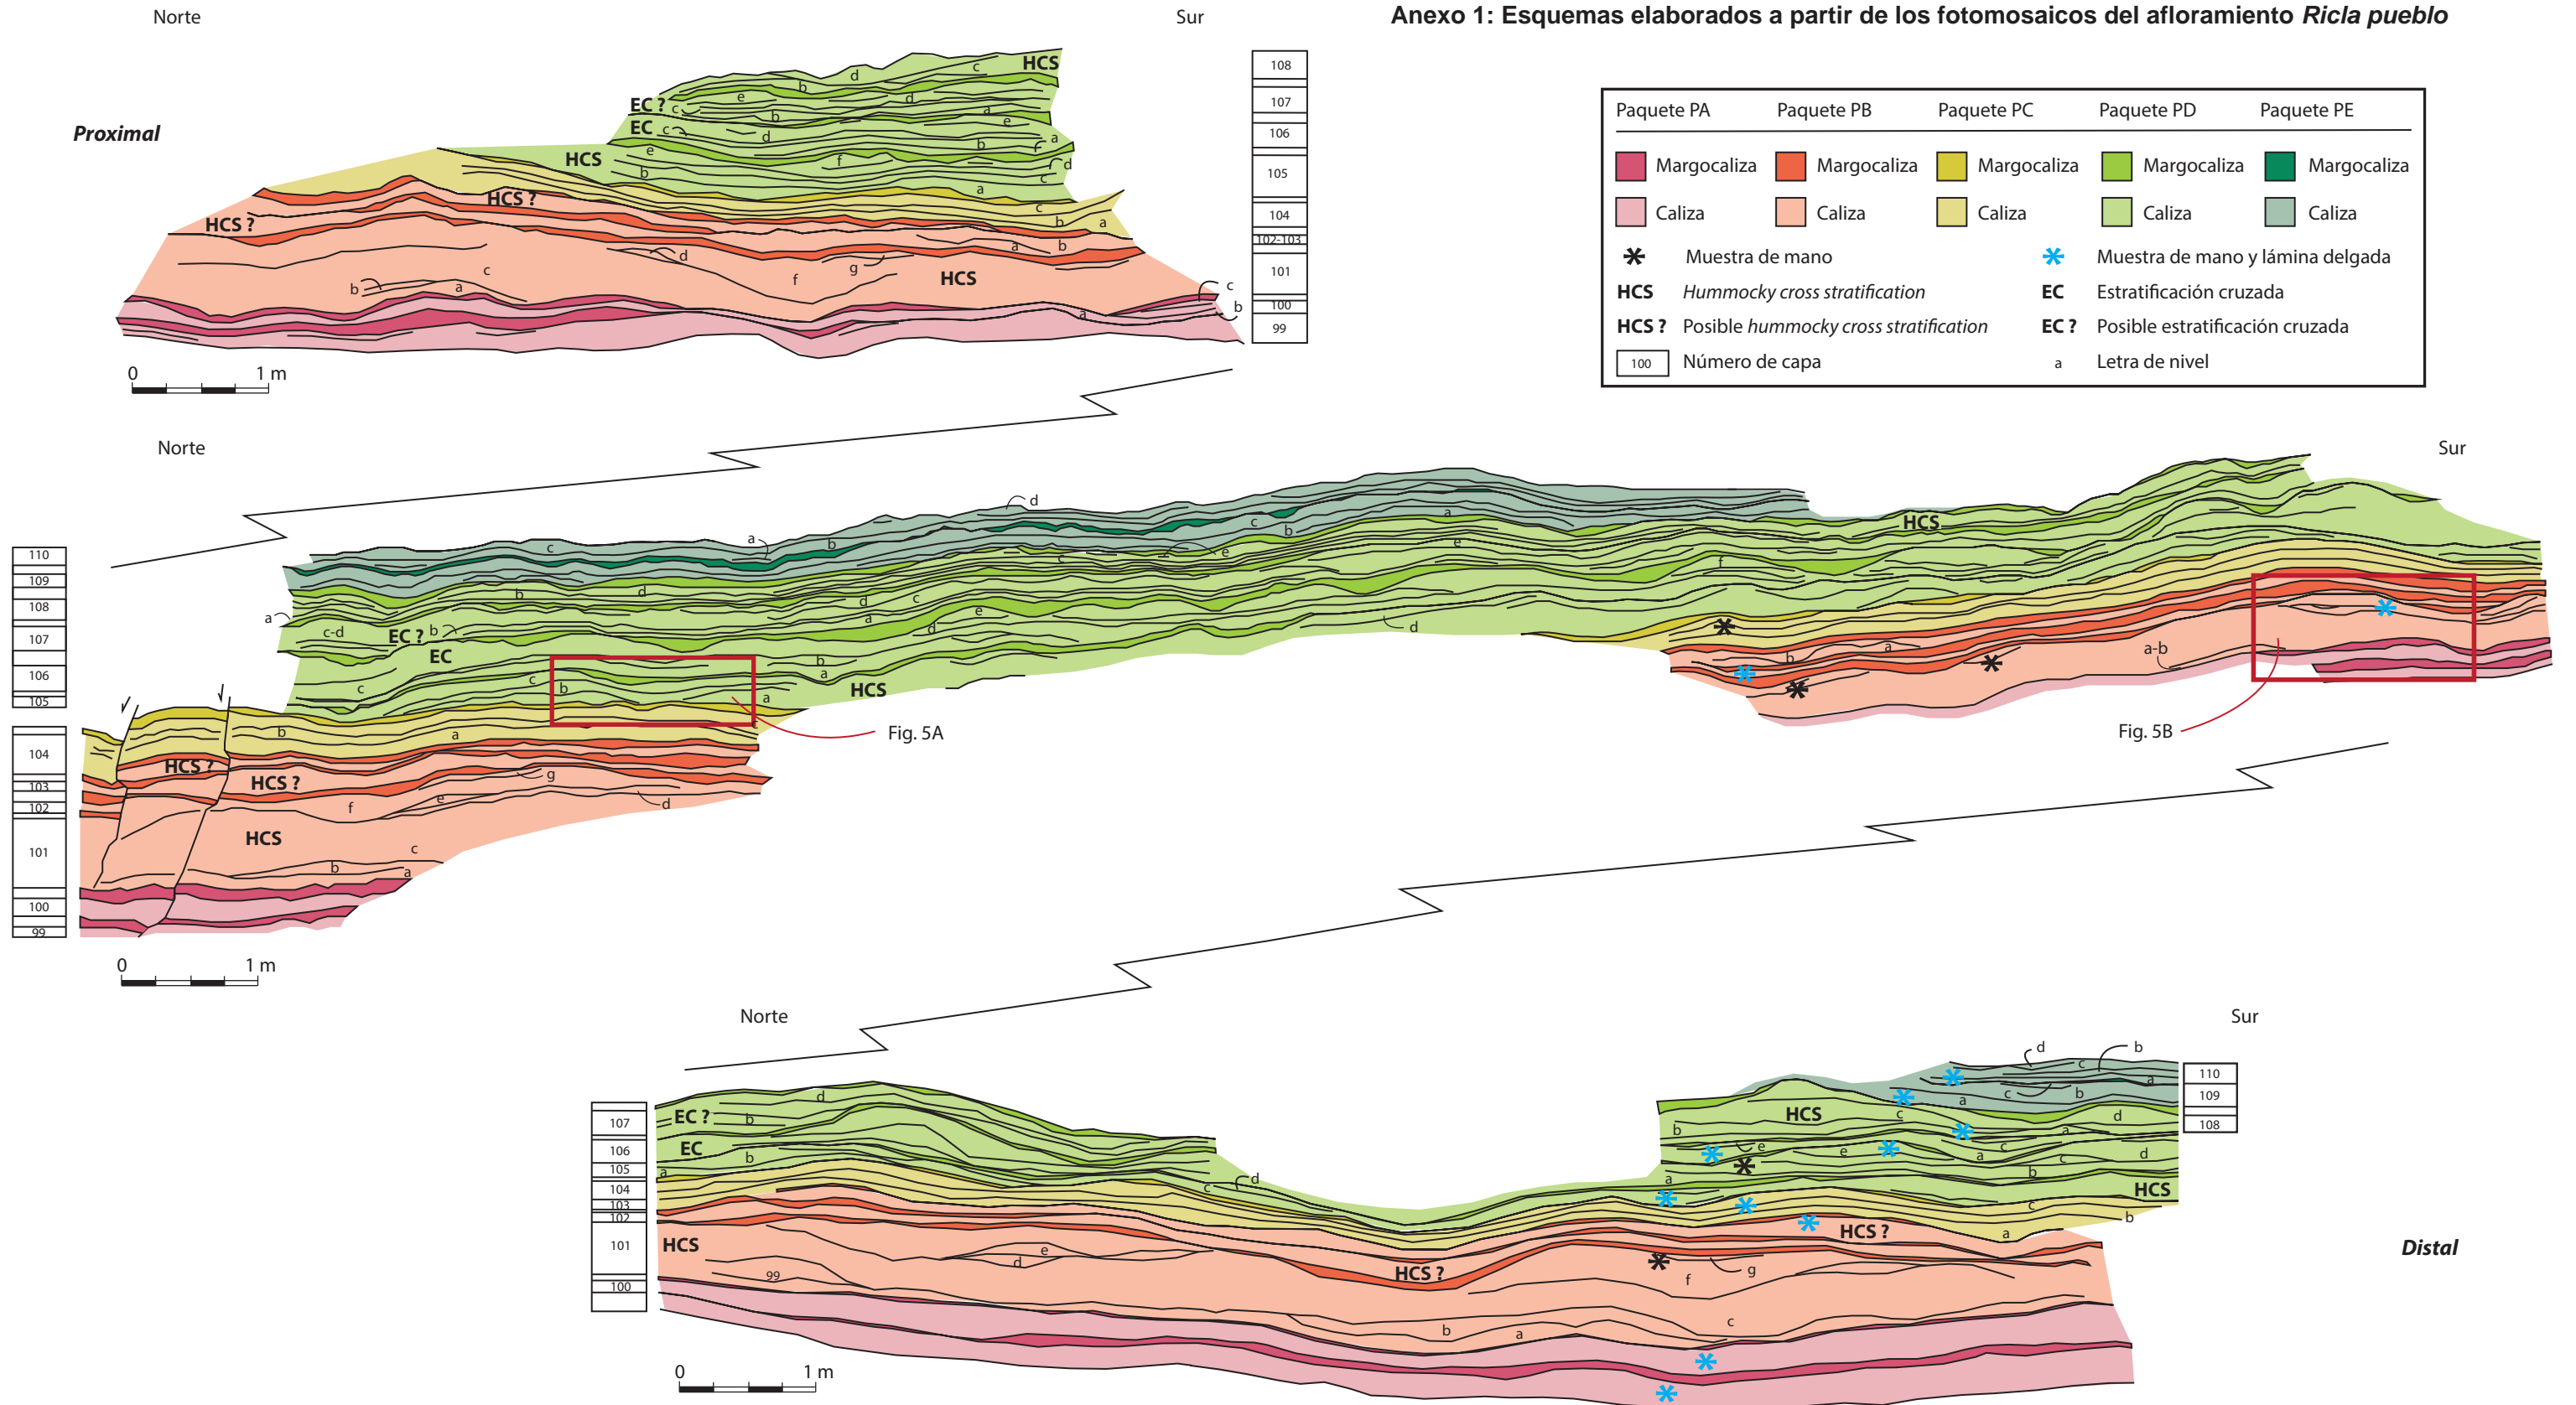 Anexo 1: Esquemas elaborados a partir de los fotomosaicos del afloramiento Ricla pueblo
Norte
Sur
Proximal
HCS
c
d
b
e
d
EC ?
c
b
a
e
EC
c
d
a
b
HCS
e
f
d
b
c
a
HCS ?
c
b
a
HCS ?
a
b
d
g
c
f
HCS
b
a
c
b
a
108
107
106
105
104
102-103
101
100
99
0 1 m
Paquete PA Paquete PB Paquete PC Paquete PD Paquete PE
Margocaliza Margocaliza Margocaliza Margocaliza Margocaliza
Caliza Caliza Caliza Caliza Caliza
Muestra de mano Muestra de mano y lámina delgada
HCS Hummocky cross stratification EC Estratificación cruzada
HCS ? Posible hummocky cross stratification EC ? Posible estratificación cruzada
100 Número de capa a Letra de nivel
Norte
Sur
110
109
108
107
106
105
104
103
102
101
100
99
d
c
a
b
c
b
a
e
e
c
HCS
f
b
d
d
c
a
e
d
d
a
c-d
EC ?
b
EC
c
c
b
b
a
a
HCS
b
a
c
Fig. 5A
HCS ?
HCS ?
g
f
e
d
HCS
c
b
a
b
a
a-b
Fig. 5B
0 1 m
Norte
Sur
107
106
105
104
103
102
101
100
d
EC ?
b
EC
b
a
c
d
HCS
e
d
99
HCS ?
b
a
c
f
g
HCS ?
a
b
c
HCS
b
HCS
c
a
d
e
e
a
c
c
d
b
a
a
c
b
d
c
b
a
110
109
108
Distal
0 1 m